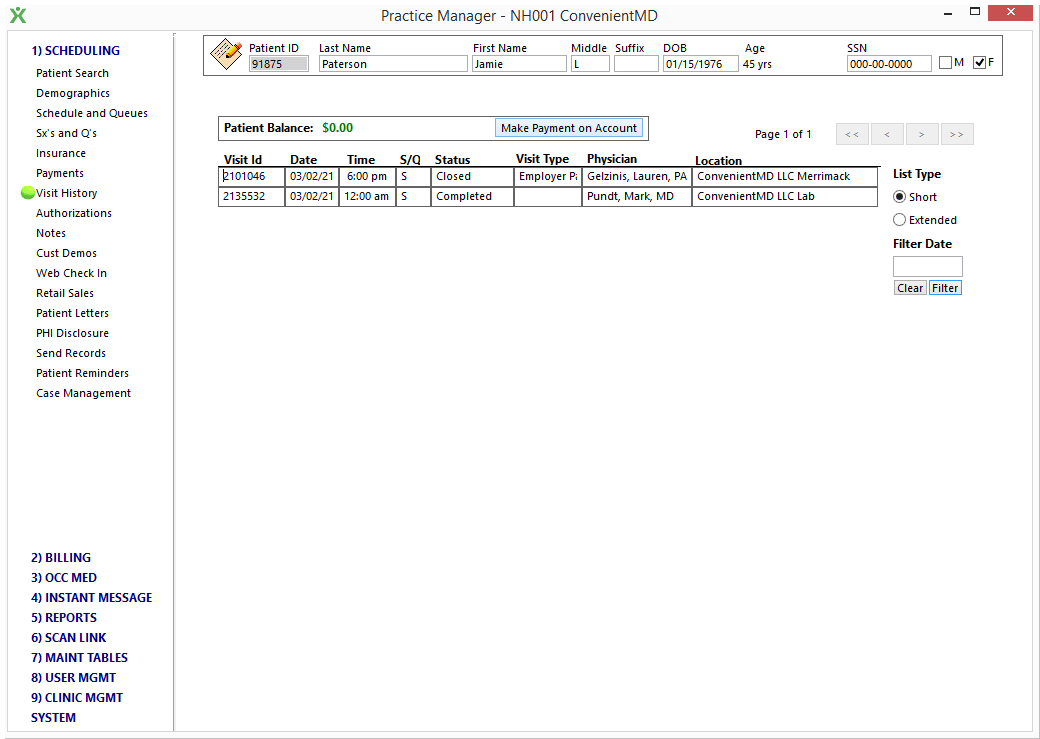 Practice Manager - NH001 ConvenientMD
1) SCHEDULING
Patient Search
Demographics
Schedule and Queues
Sx's and Q's
Insurance
Payments
Visit History
Authorizations
Notes
Cust Demos
Web Check In
Retail Sales
Patient Letters
PHI Disclosure
Send Records
Patient Reminders
Case Management
2) BILLING
3) OCC MED
4) INSTANT MESSAGE
5) REPORTS
6) SCAN LINK
7) MAINT TABLES
8) USER MGMT
9) CLINIC MGMT
SYSTEM
Patient ID Last Name First Name Middle Suffix DOB Age SSN
91875 Paterson Jamie L 01/15/1976 45 yrs 000-00-0000 M F
Patient Balance: $0.00 Make Payment on Account
Page 1 of 1 << < > >>
Visit Id Date Time S/Q Status Visit Type Physician Location
2101046 03/02/21 6:00 pm S Closed Employer Pa Gelzinis, Lauren, PA ConvenientMD LLC Merrimack
2135532 03/02/21 12:00 am S Completed Pundt, Mark, MD ConvenientMD LLC Lab
List Type
Short
Extended
Filter Date
Clear Filter